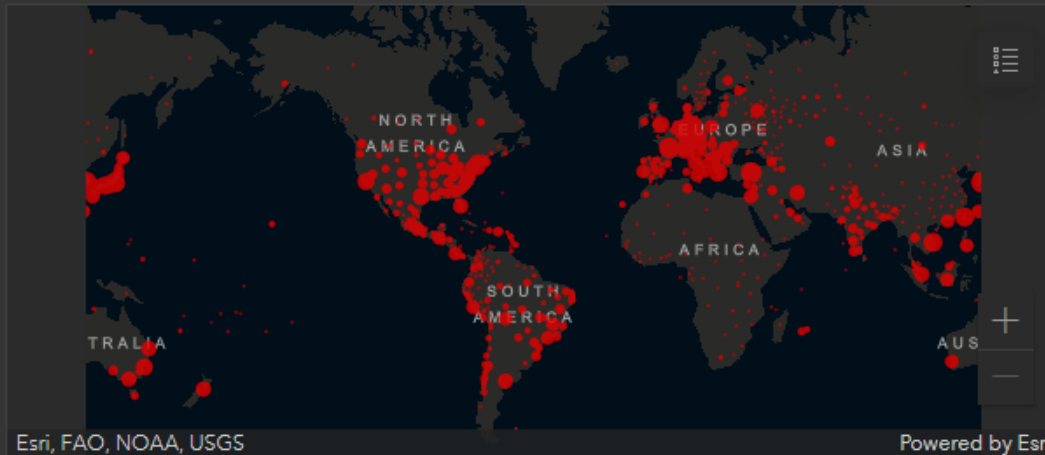 NORTH
AMERICA
EUROPE
ASIA
AFRICA
SOUTH
AMERICA
TRALIA
AUS
Esri, FAO, NOAA, USGS
Powered by Esr